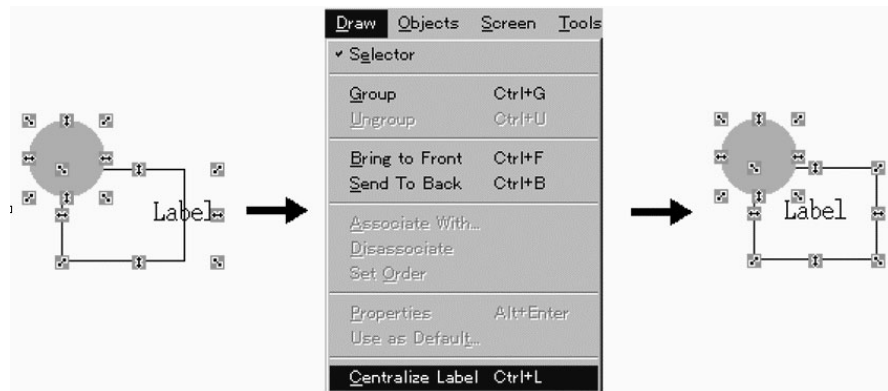 Draw Objects Screen Tools
✓ Selector
Group Ctrl+G
Ungroup Ctrl+U
Bring to Front Ctrl+F
Send To Back Ctrl+B
Associate With...
Disassociate
Set Order
Properties Alt+Enter
Use as Default...
Centralize Label Ctrl+L
Label
Label